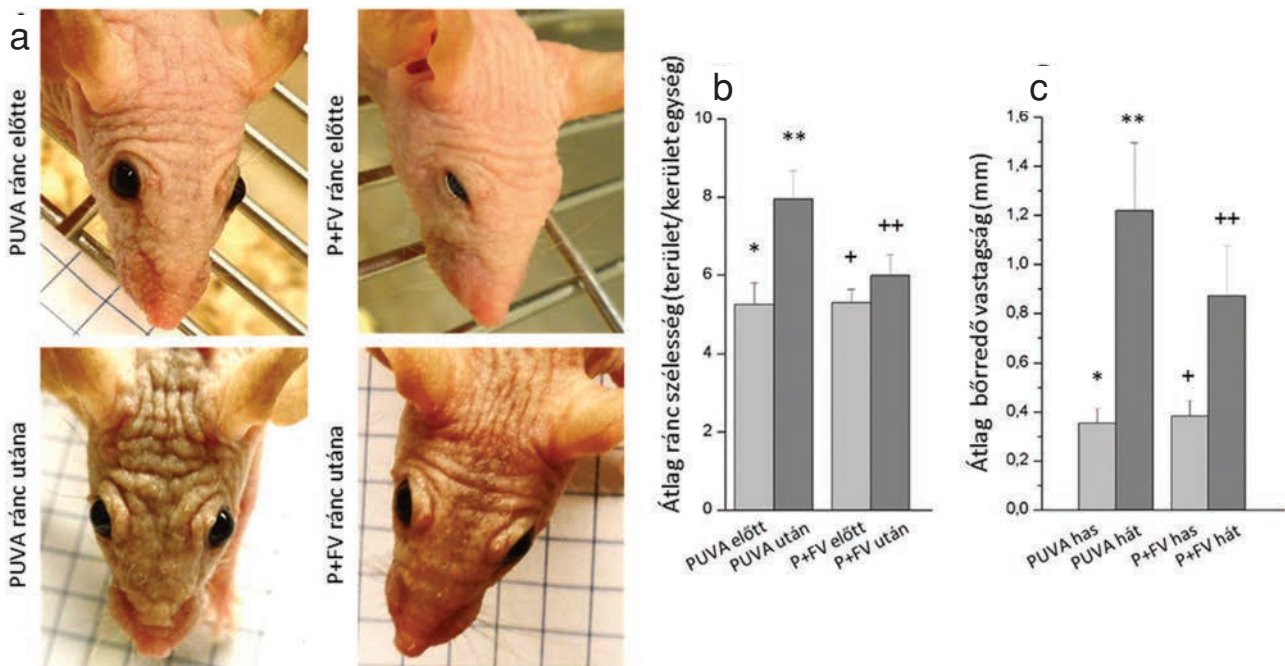 a
PUVA ránc előtte
P+FV ránc előtte
PUVA ránc utána
P+FV ránc utána
b
Átlag ránc szélesség (terület/kerület egység)
10
8
6
4
2
0
*
**
+
++
PUVA előtt
PUVA után
P+FV előtt
P+FV után
c
Átlag bőrredő vastagság (mm)
1,6
1,4
1,2
1,0
0,8
0,6
0,4
0,2
0,0
*
**
+
++
PUVA has
PUVA hát
P+FV has
P+FV hát